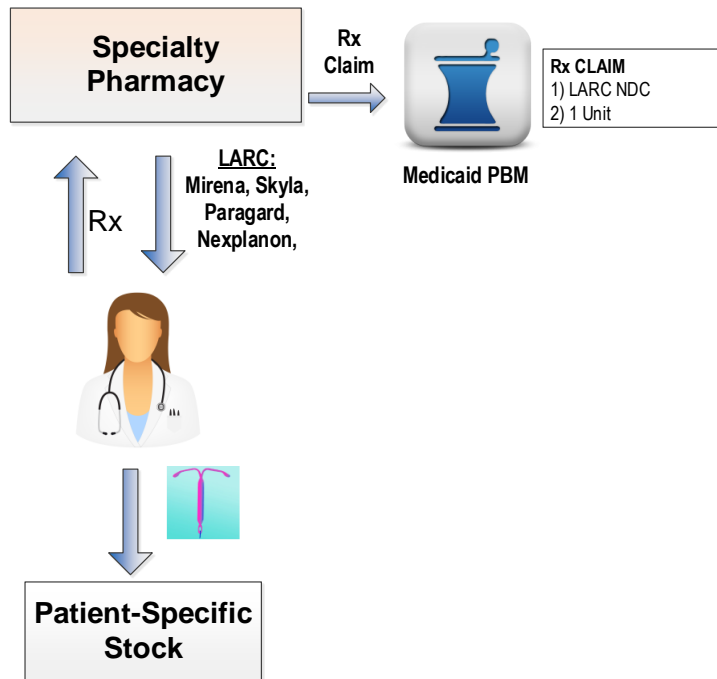 Specialty
Pharmacy
Rx
Claim
Rx CLAIM
1) LARC NDC
2) 1 Unit
Medicaid PBM
Rx
LARC:
Mirena, Skyla,
Paragard,
Nexplanon,
Patient-Specific
Stock